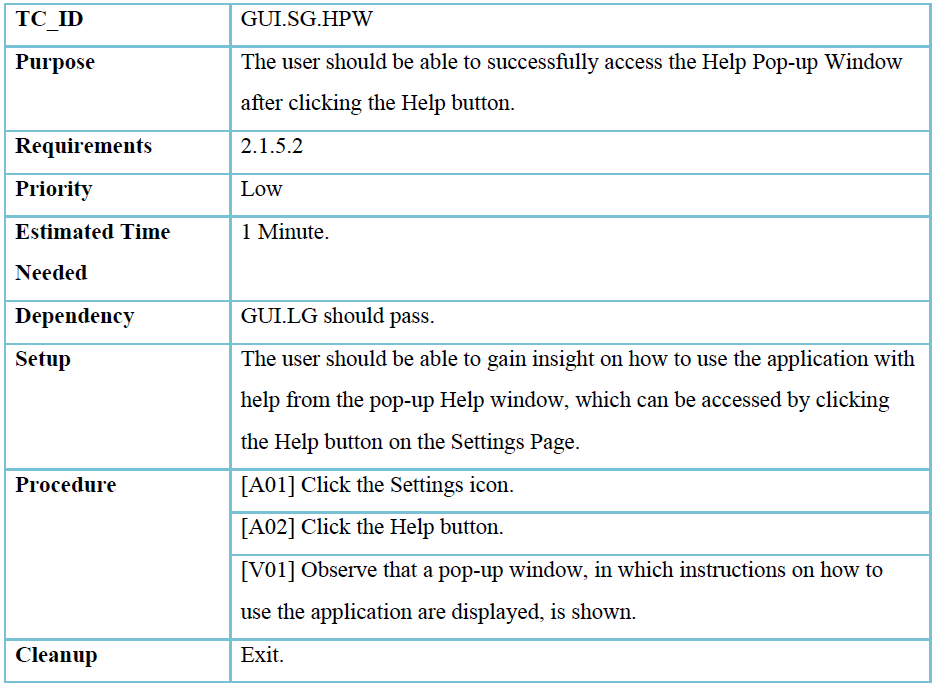 TC_ID
GUI.SG.HPW
Purpose
The user should be able to successfully access the Help Pop-up Window
after clicking the Help button.
Requirements
2.1.5.2
Priority
Low
Estimated Time
Needed
1 Minute.
Dependency
GUI.LG should pass.
Setup
The user should be able to gain insight on how to use the application with
help from the pop-up Help window, which can be accessed by clicking
the Help button on the Settings Page.
Procedure
[A01] Click the Settings icon.
[A02] Click the Help button.
[V01] Observe that a pop-up window, in which instructions on how to
use the application are displayed, is shown.
Cleanup
Exit.